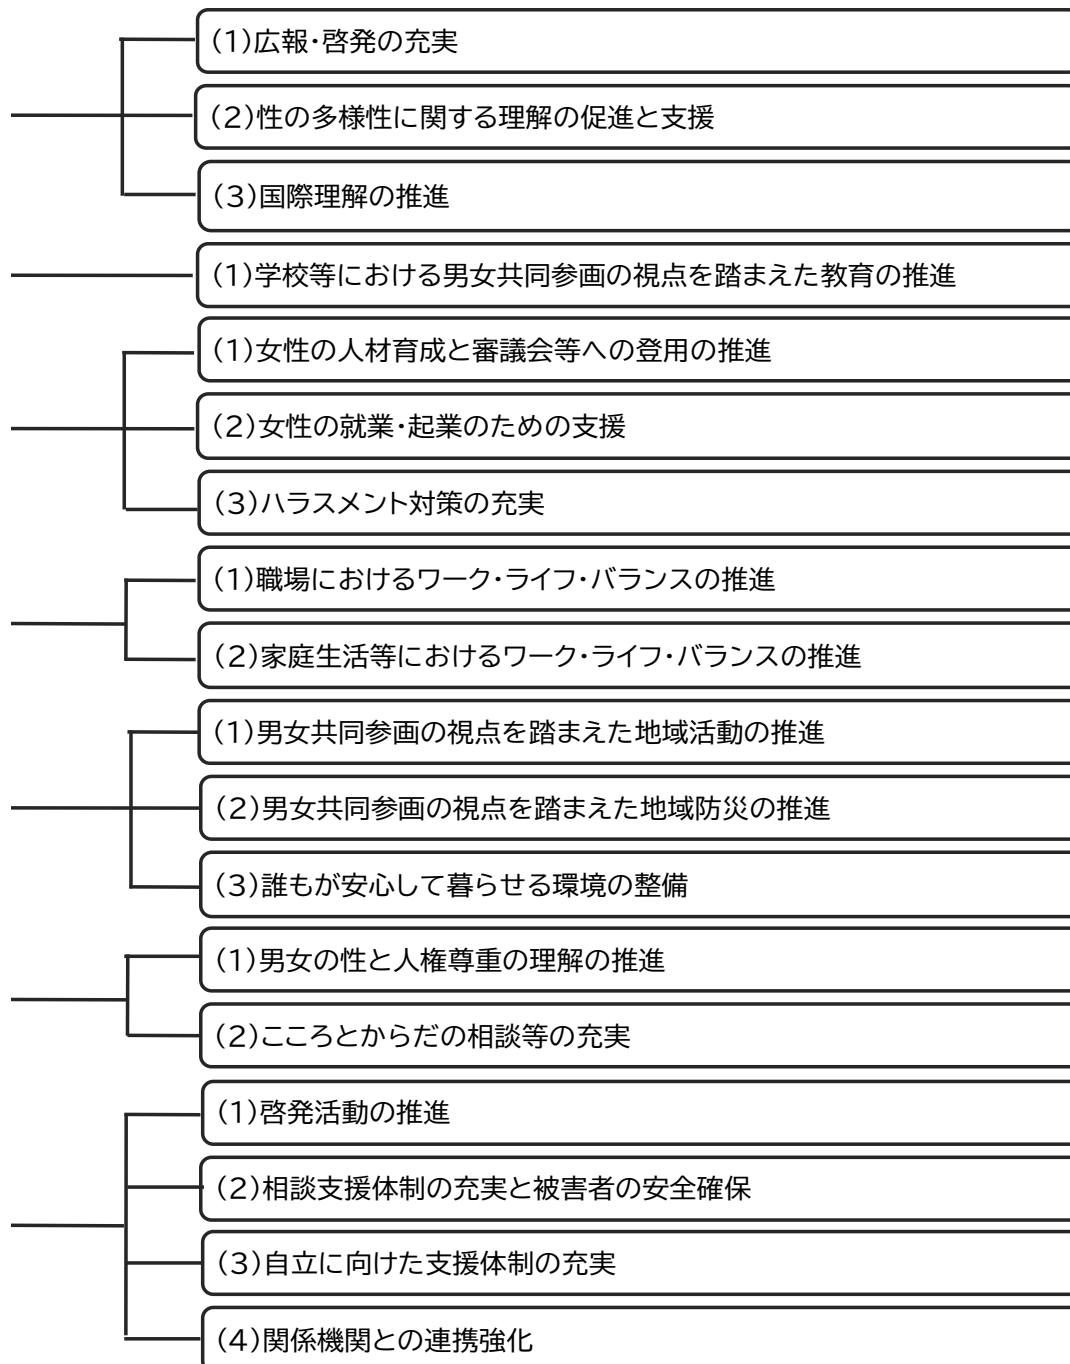 (1)広報・啓発の充実
(2)性の多様性に関する理解の促進と支援
(3)国際理解の推進
(1)学校等における男女共同参画の視点を踏まえた教育の推進
(1)女性の人材育成と審議会等への登用の推進
(2)女性の就業・起業のための支援
(3)ハラスメント対策の充実
(1)職場におけるワーク・ライフ・バランスの推進
(2)家庭生活等におけるワーク・ライフ・バランスの推進
(1)男女共同参画の視点を踏まえた地域活動の推進
(2)男女共同参画の視点を踏まえた地域防災の推進
(3)誰もが安心して暮らせる環境の整備
(1)男女の性と人権尊重の理解の推進
(2)こころとからだの相談等の充実
(1)啓発活動の推進
(2)相談支援体制の充実と被害者の安全確保
(3)自立に向けた支援体制の充実
(4)関係機関との連携強化